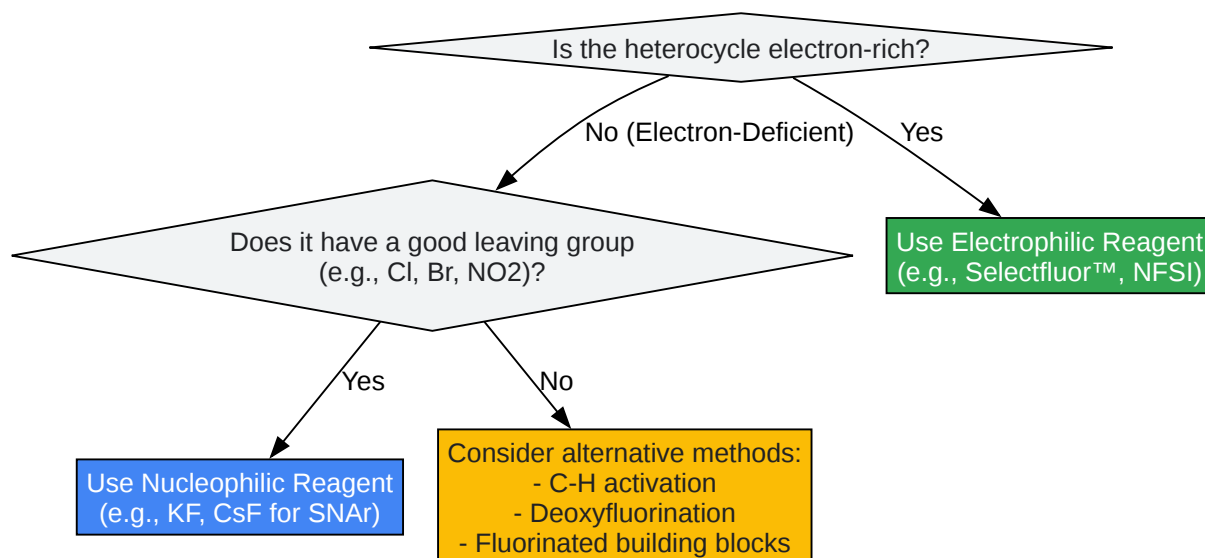 Is the heterocycle electron-rich?
No (Electron-Deficient)
Yes
Does it have a good leaving group
(e.g., Cl, Br, NO2)?
Use Electrophilic Reagent
(e.g., Selectfluor™, NFSI)
Yes
No
Use Nucleophilic Reagent
(e.g., KF, CsF for SNAr)
Consider alternative methods:
- C-H activation
- Deoxyfluorination
- Fluorinated building blocks